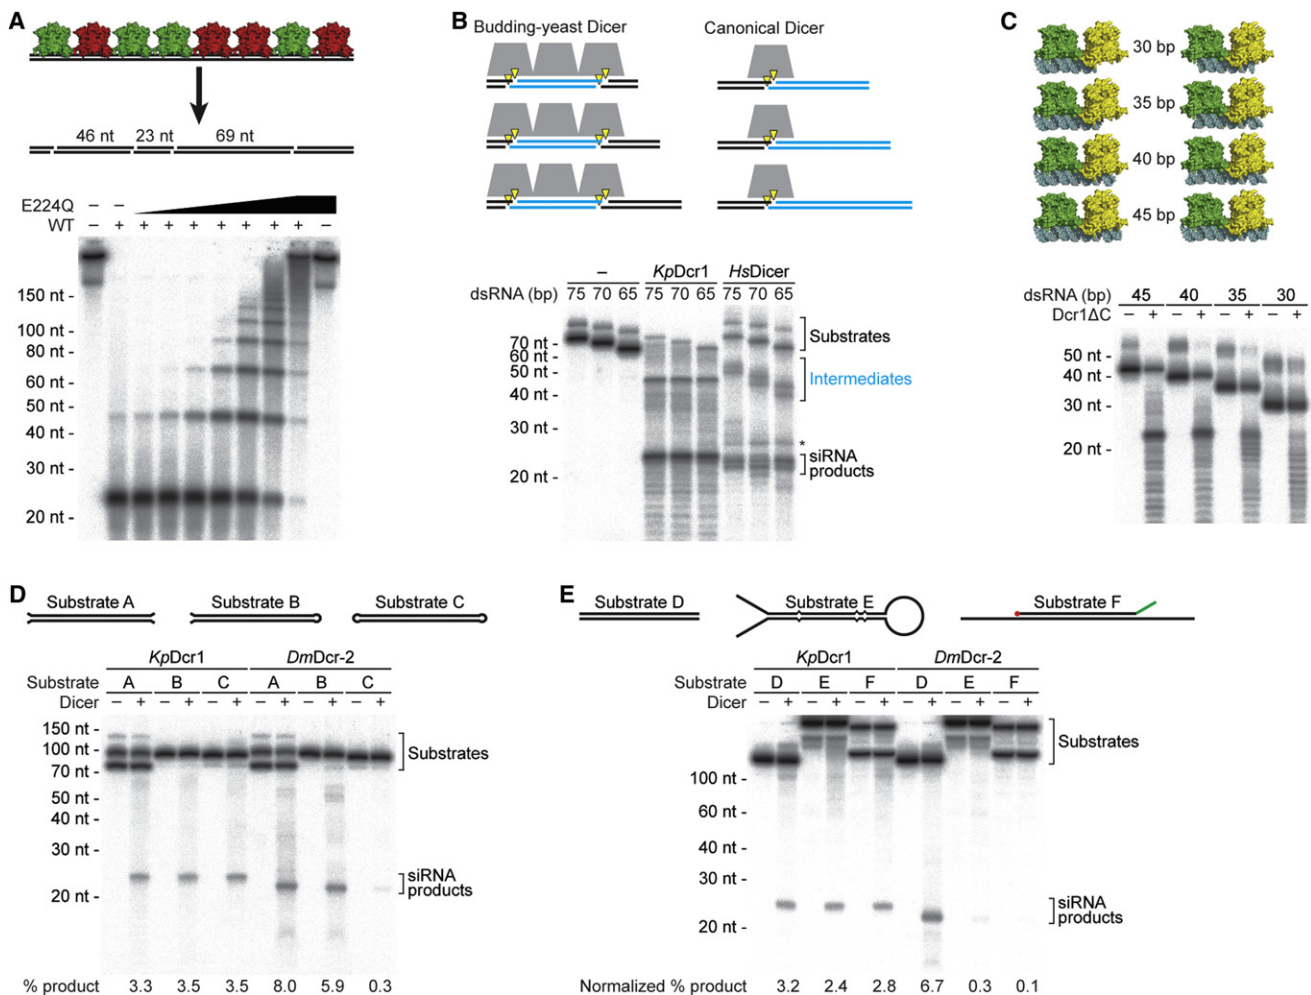 A
46 nt 23 nt 69 nt
E224Q – –
WT – + + + + + + + + –
150 nt -
100 nt -
80 nt -
60 nt -
50 nt -
40 nt -
30 nt -
20 nt -
B
Budding-yeast Dicer Canonical Dicer
– KpDcr1 HsDicer
dsRNA (bp) 75 70 65 75 70 65 75 70 65
70 nt -
60 nt -
50 nt -
40 nt -
30 nt -
20 nt -
Substrates
Intermediates
*
siRNA
products
C
30 bp
35 bp
40 bp
45 bp
dsRNA (bp) 45 40 35 30
Dcr1ΔC – + – + – + – +
50 nt -
40 nt -
30 nt -
20 nt -
D
Substrate A Substrate B Substrate C
KpDcr1 DmDcr-2
Substrate A B C A B C
Dicer – + – + – + – + – + – +
150 nt -
100 nt -
70 nt -
50 nt -
40 nt -
30 nt -
20 nt -
Substrates
siRNA
products
% product 3.3 3.5 3.5 8.0 5.9 0.3
E
Substrate D Substrate E Substrate F
KpDcr1 DmDcr-2
Substrate D E F D E F
Dicer – + – + – + – + – + – +
100 nt -
60 nt -
40 nt -
30 nt -
20 nt -
Substrates
siRNA
products
Normalized % product 3.2 2.4 2.8 6.7 0.3 0.1